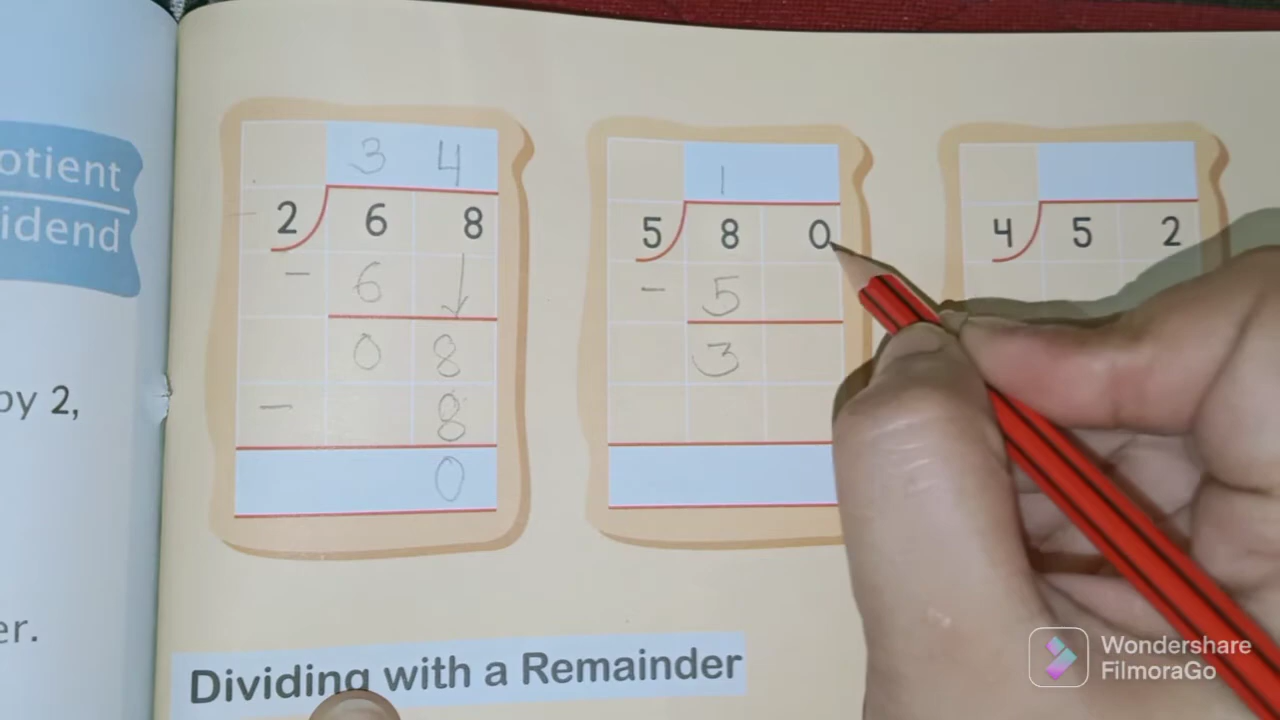 otient
idend
by 2,
er.
3 4
2 6 8
- 6 ↓
0 8
- 8
0
1
5 8 0
- 5
3
4 5 2
Dividing with a Remainder
Wondershare
FilmoraGo